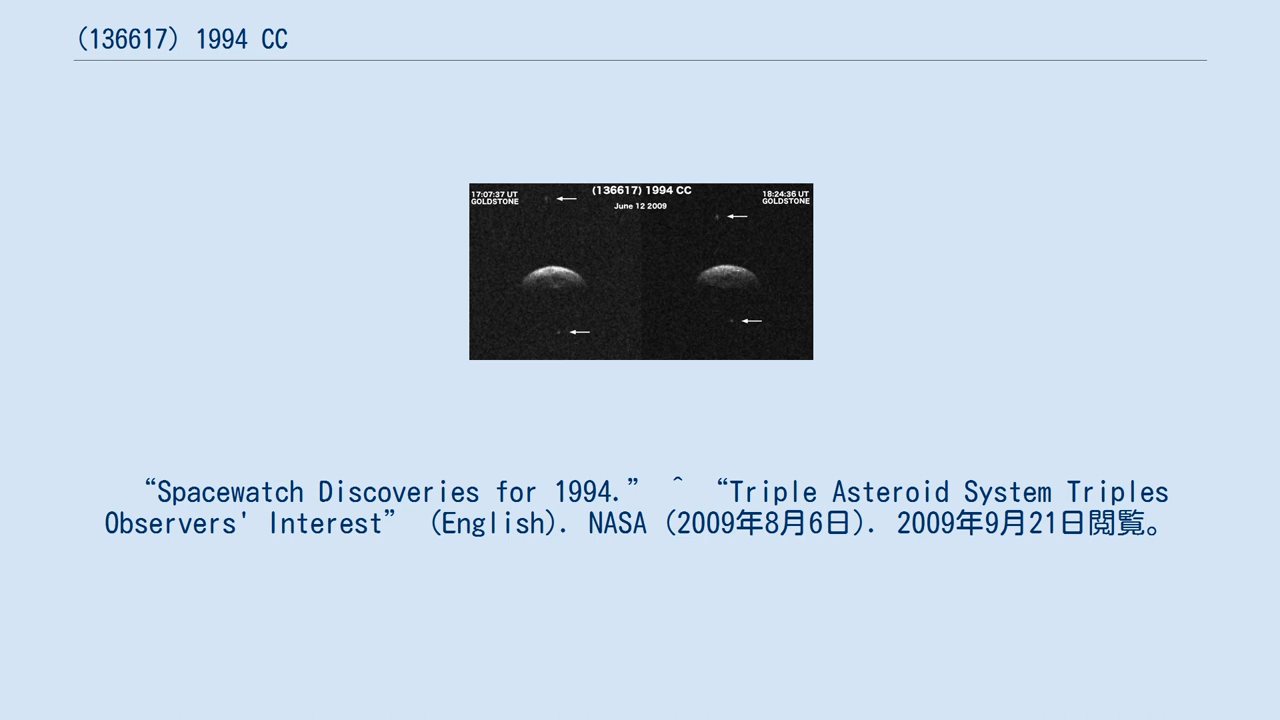 (136617) 1994 CC
17:07:37 UT
GOLDSTONE
(136617) 1994 CC
June 12 2009
18:24:36 UT
GOLDSTONE
“Spacewatch Discoveries for 1994.” ^ “Triple Asteroid System Triples
Observers' Interest” (English). NASA (2009年8月6日). 2009年9月21日閲覧。